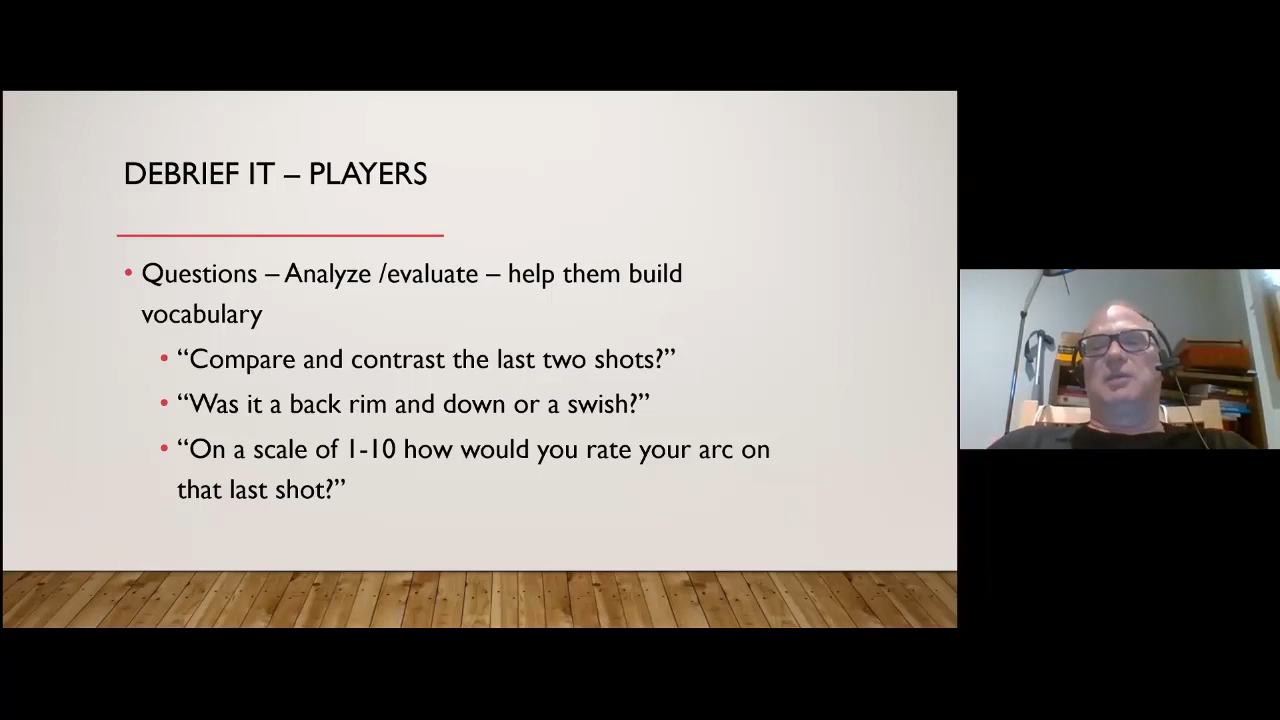 DEBRIEF IT – PLAYERS
• Questions – Analyze /evaluate – help them build
vocabulary
• “Compare and contrast the last two shots?”
• “Was it a back rim and down or a swish?”
• “On a scale of 1-10 how would you rate your arc on
that last shot?”